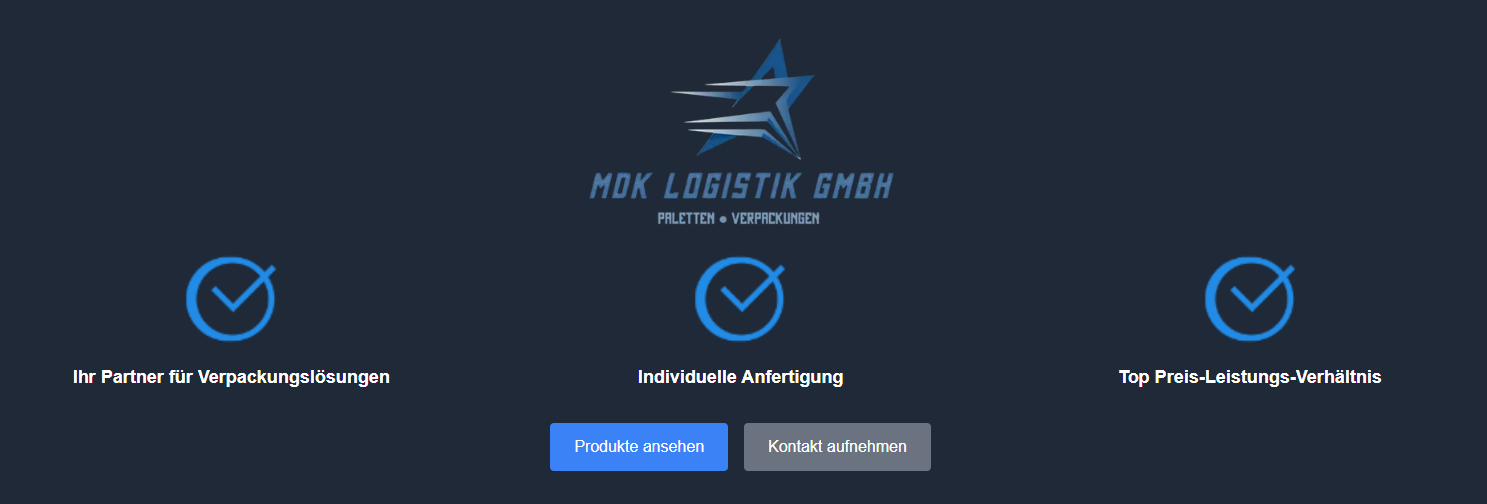 MDK LOGISTIK GMBH
PALETTEN ● VERPACKUNGEN
Ihr Partner für Verpackungslösungen
Individuelle Anfertigung
Top Preis-Leistungs-Verhältnis
Produkte ansehen
Kontakt aufnehmen